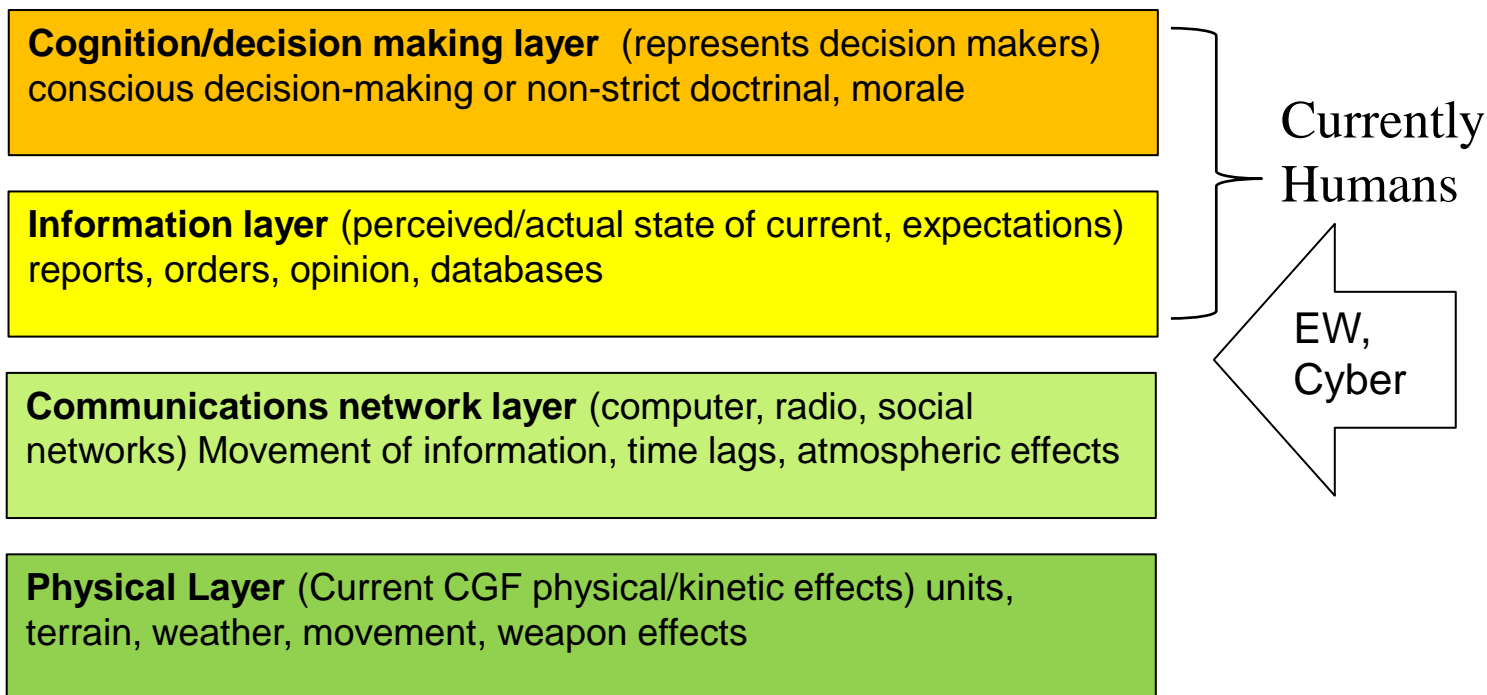 Cognition/decision making layer (represents decision makers)
conscious decision-making or non-strict doctrinal, morale
Currently
Humans
Information layer (perceived/actual state of current, expectations)
reports, orders, opinion, databases
EW,
Cyber
Communications network layer (computer, radio, social
networks) Movement of information, time lags, atmospheric effects
Physical Layer (Current CGF physical/kinetic effects) units,
terrain, weather, movement, weapon effects